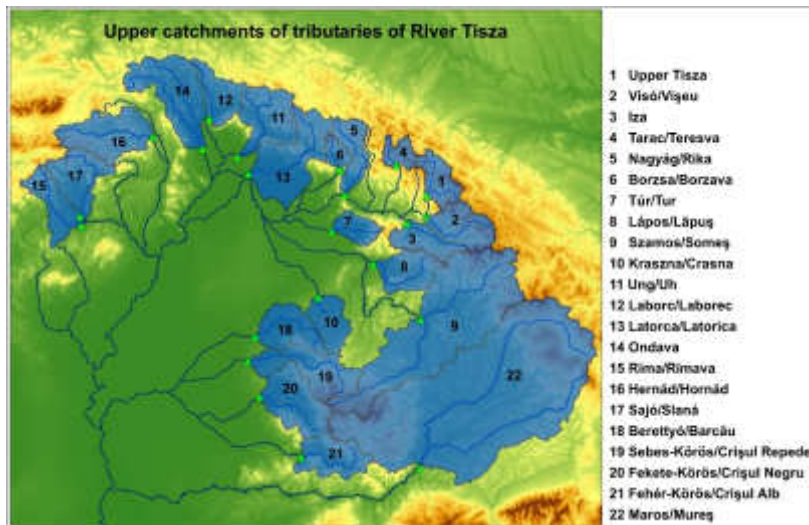 Upper catchments of tributaries of River Tisza
14
12
11
5
16
6
4
1
15
17
13
2
7
3
8
10
9
18
19
22
20
21
1 Upper Tisza
2 Visó/Vişeu
3 Iza
4 Tarac/Teresva
5 Nagyág/Rika
6 Borzsa/Borzava
7 Túr/Tur
8 Lápos/Lăpuş
9 Szamos/Someş
10 Kraszna/Crasna
11 Ung/Uh
12 Laborc/Laborec
13 Latorca/Latorica
14 Ondava
15 Rima/Rimava
16 Hernád/Hornád
17 Sajó/Slaná
18 Berettyó/Barcău
19 Sebes-Körös/Crişul Repede
20 Fekete-Körös/Crişul Negru
21 Fehér-Körös/Crişul Alb
22 Maros/Mureş